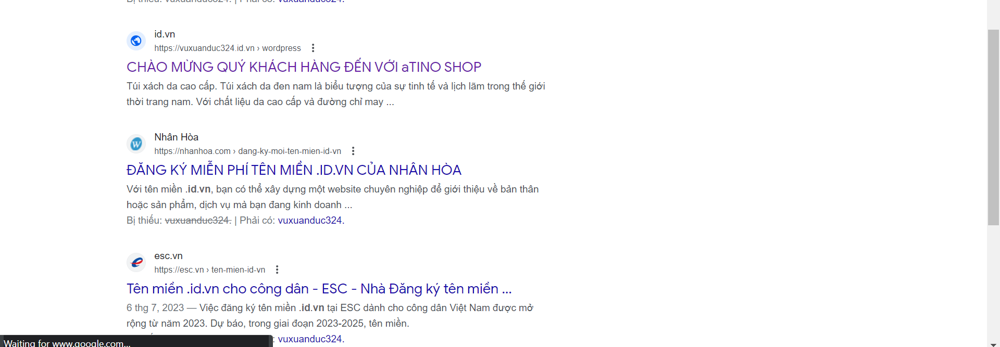 Bị thiếu: vuxuanduc324. | Phải có: vuxuanduc324.
id.vn
https://vuxuanduc324.id.vn › wordpress
CHÀO MỪNG QUÝ KHÁCH HÀNG ĐẾN VỚI aTINO SHOP
Túi xách da cao cấp. Túi xách da đen nam là biểu tượng của sự tinh tế và lịch lãm trong thế giới
thời trang nam. Với chất liệu da cao cấp và đường chỉ may ...
Nhân Hòa
https://nhanhoa.com › dang-ky-moi-ten-mien-id-vn
ĐĂNG KÝ MIỄN PHÍ TÊN MIỀN .ID.VN CỦA NHÂN HÒA
Với tên miền .id.vn, bạn có thể xây dựng một website chuyên nghiệp để giới thiệu về bản thân
hoặc sản phẩm, dịch vụ mà bạn đang kinh doanh ...
Bị thiếu: vuxuanduc324. | Phải có: vuxuanduc324.
esc.vn
https://esc.vn › ten-mien-id-vn
Tên miền .id.vn cho công dân - ESC - Nhà Đăng ký tên miền ...
6 thg 7, 2023 — Việc đăng ký tên miền .id.vn tại ESC dành cho công dân Việt Nam được mở
rộng từ năm 2023. Dự báo, trong giai đoạn 2023-2025, tên miền.
: vuxuanduc324.
Waiting for www.google.com...